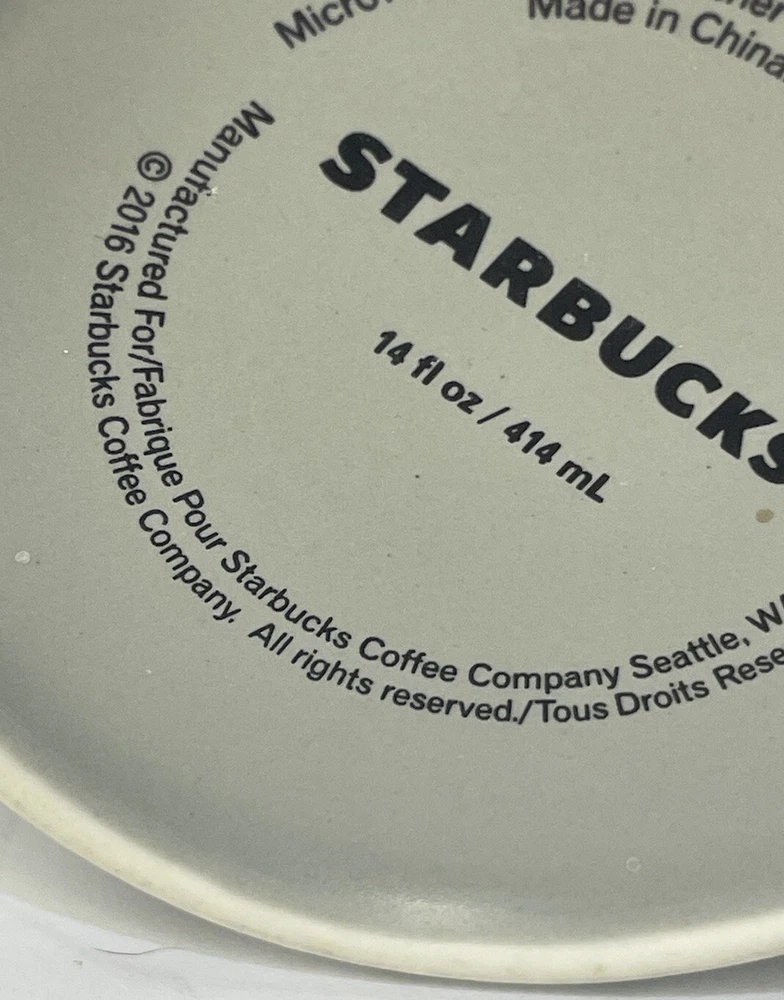 Made in China
STARBUCKS
14 fl oz / 414 mL
Manufactured For/Fabrique Pour Starbucks Coffee Company Seattle,
© 2016 Starbucks Coffee Company. All rights reserved./Tous Droits